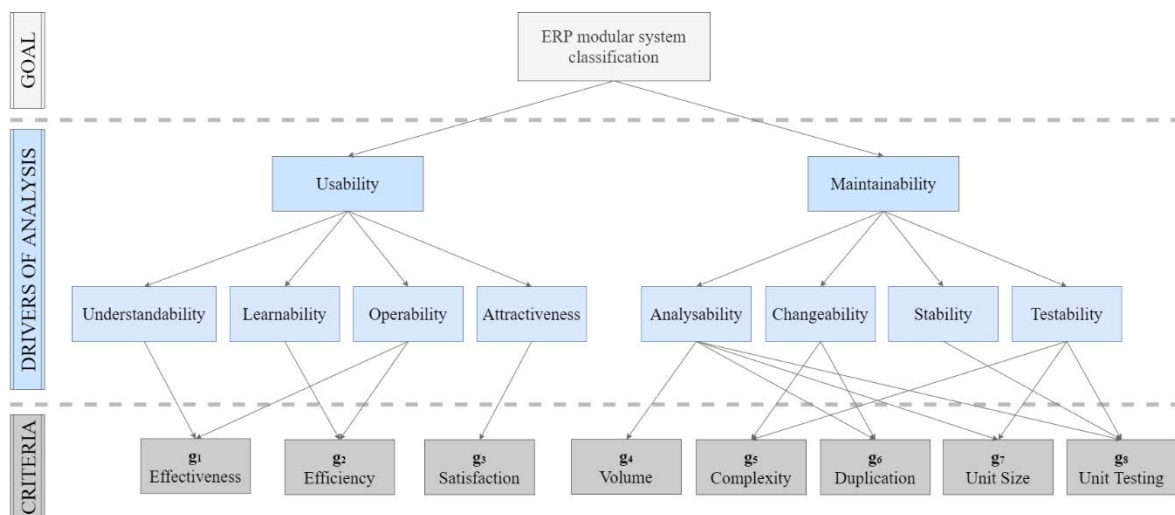 GOAL
ERP modular system
classification
DRIVERS OF ANALYSIS
Usability
Maintainability
Understandability
Learnability
Operability
Attractiveness
Analysability
Changeability
Stability
Testability
CRITERIA
g₁
Effectiveness
g₂
Efficiency
g₃
Satisfaction
g₄
Volume
g₅
Complexity
g₆
Duplication
g₇
Unit Size
g₈
Unit Testing